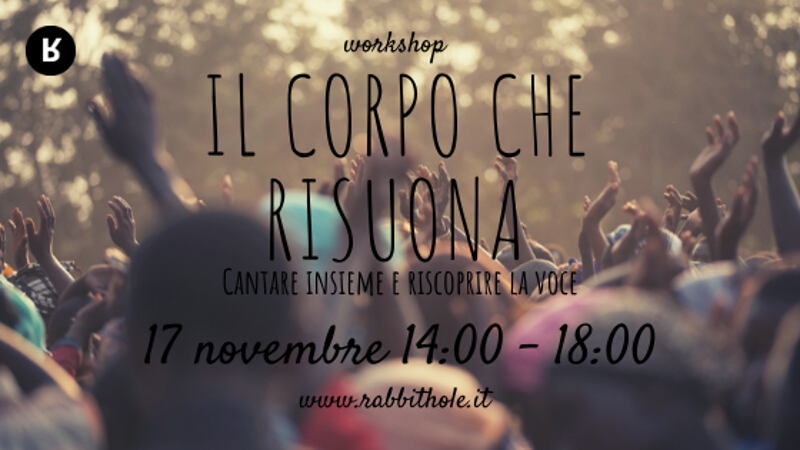 R
workshop
IL CORPO CHE
RISUONA
CANTARE INSIEME E RISCOPRIRE LA VOCE
17 novembre 14:00 - 18:00
www.rabbithole.it